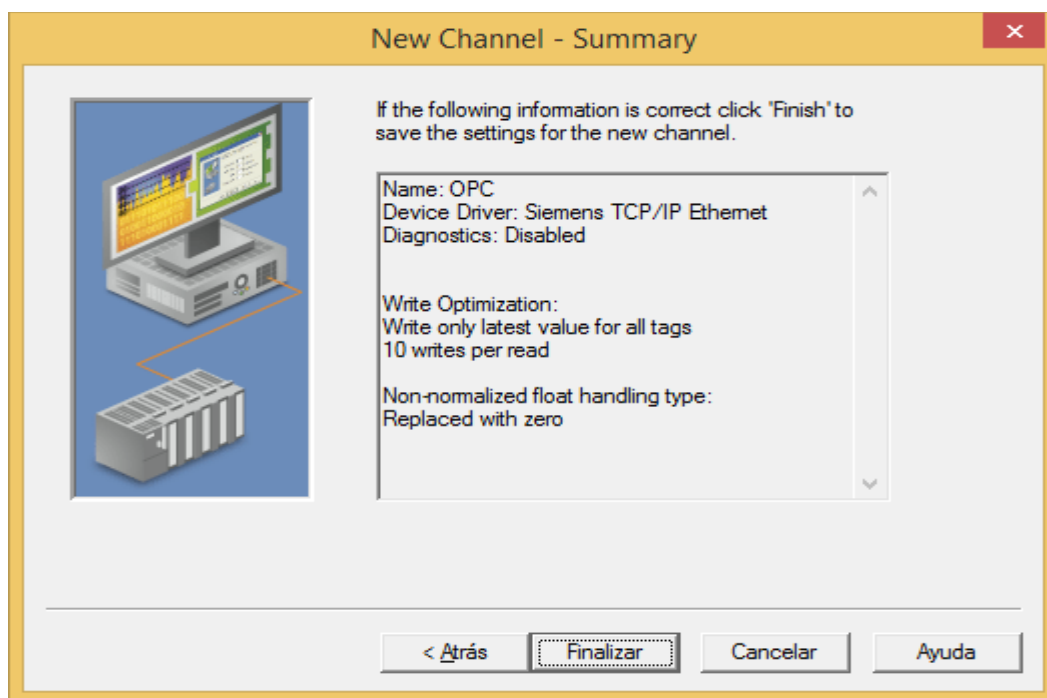 New Channel - Summary
If the following information is correct click 'Finish' to
save the settings for the new channel.
Name: OPC
Device Driver: Siemens TCP/IP Ethernet
Diagnostics: Disabled
Write Optimization:
Write only latest value for all tags
10 writes per read
Non-normalized float handling type:
Replaced with zero
< Atrás
Finalizar
Cancelar
Ayuda